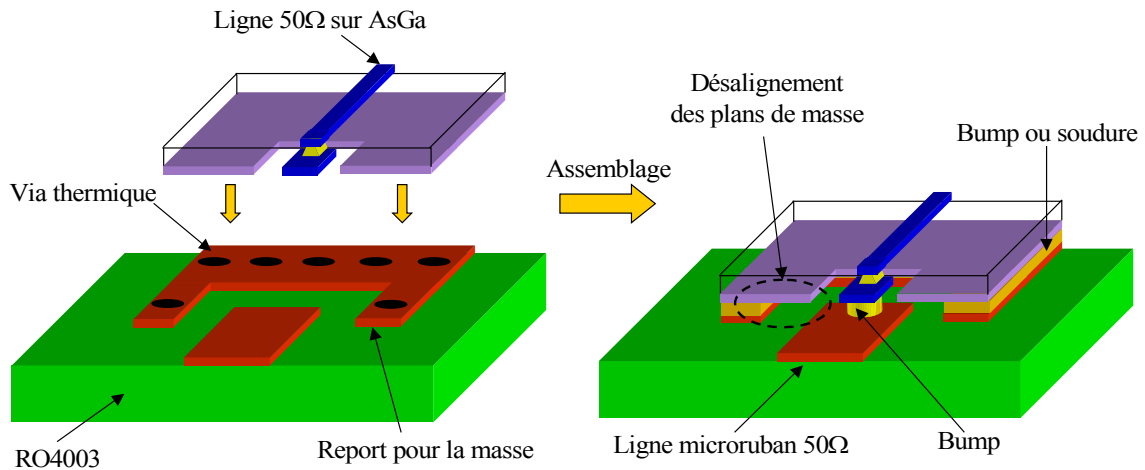 Ligne 50Ω sur AsGa
Désalignement
des plans de masse
Bump ou soudure
Assemblage
Via thermique
RO4003
Report pour la masse
Ligne microruban 50Ω
Bump